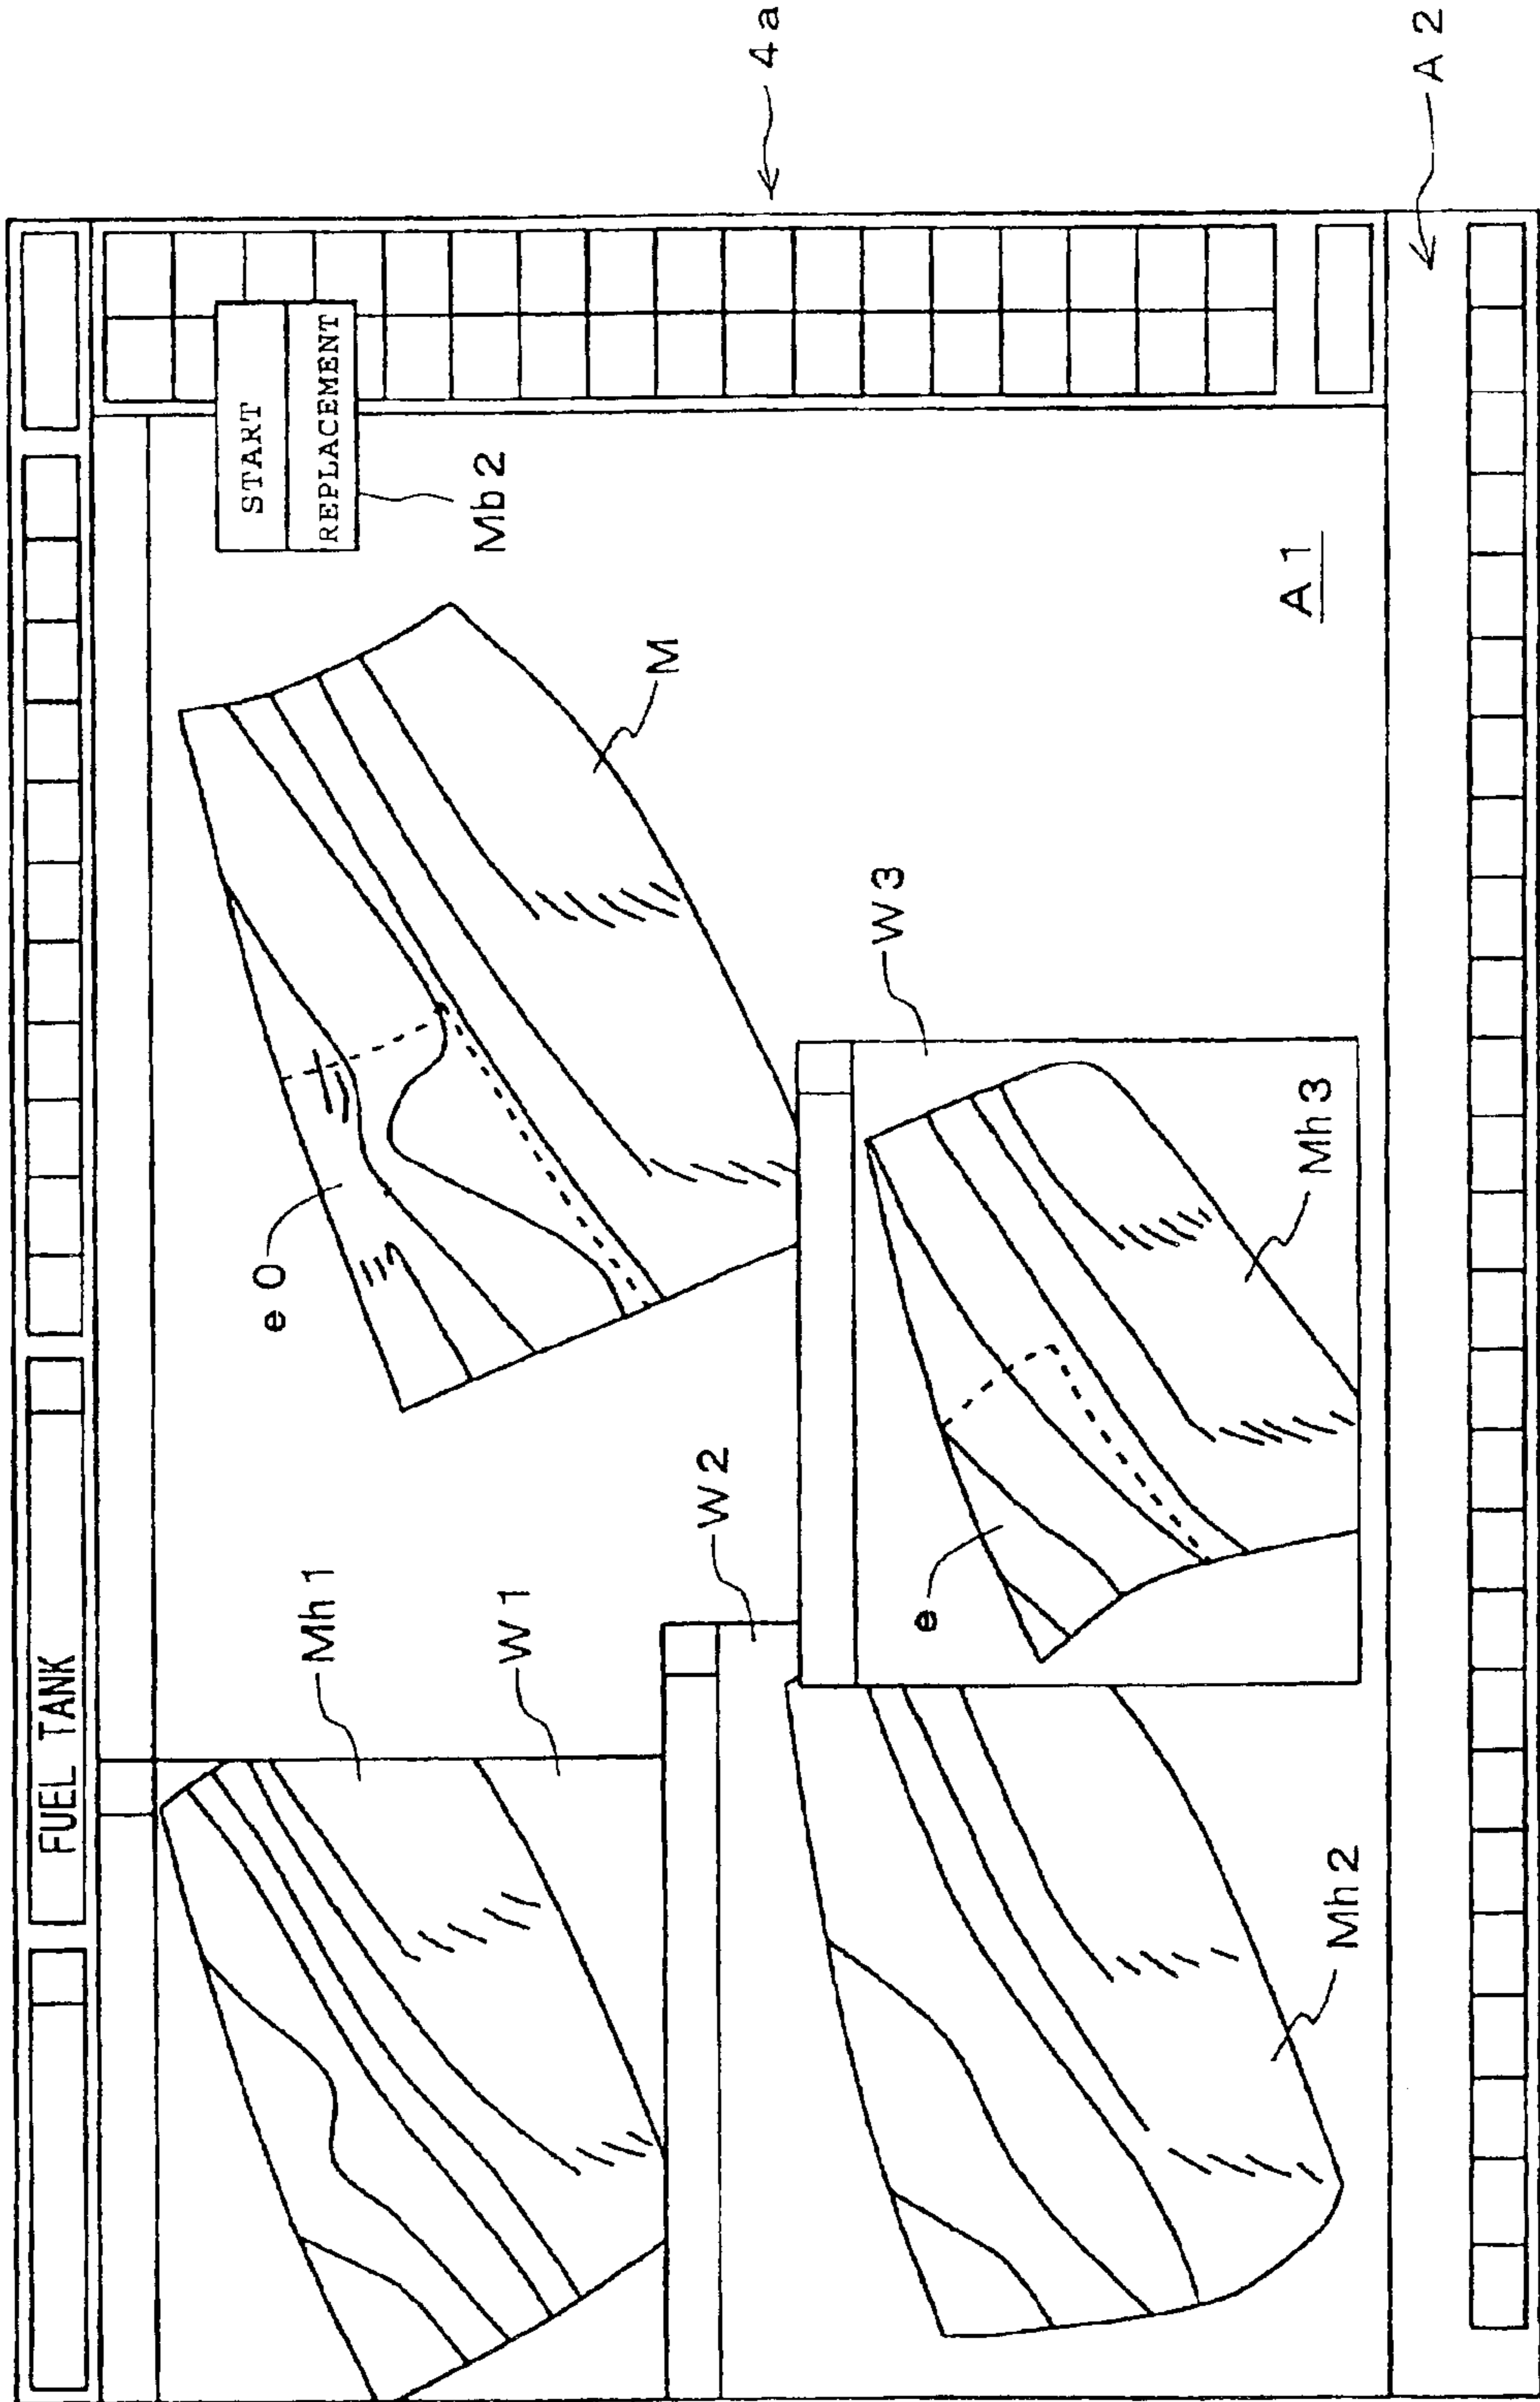 FUEL TANK
START
REPLACEMENT
Mb2
4a
Mh1
W1
e0
M
W2
W3
A1
e
Mh3
Mh2
A2